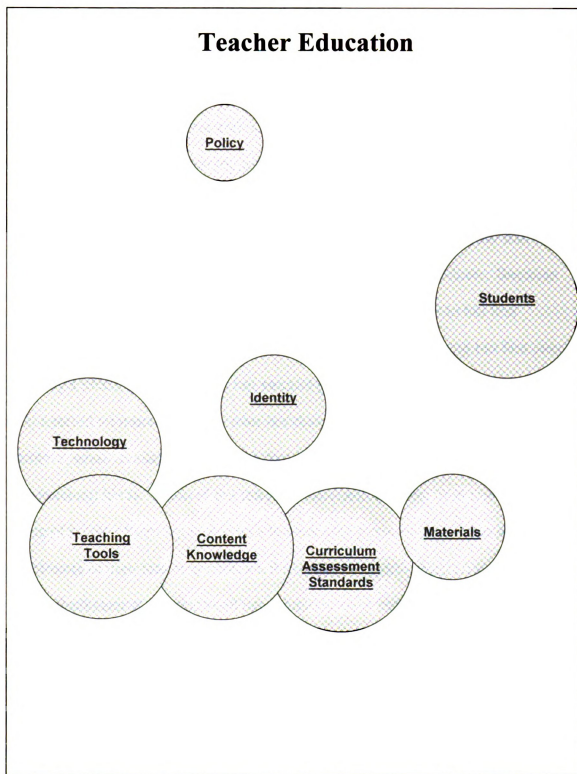 Teacher Education
Policy
Students
Identity
Technology
Teaching
Tools
Content
Knowledge
Curriculum
Assessment
Standards
Materials